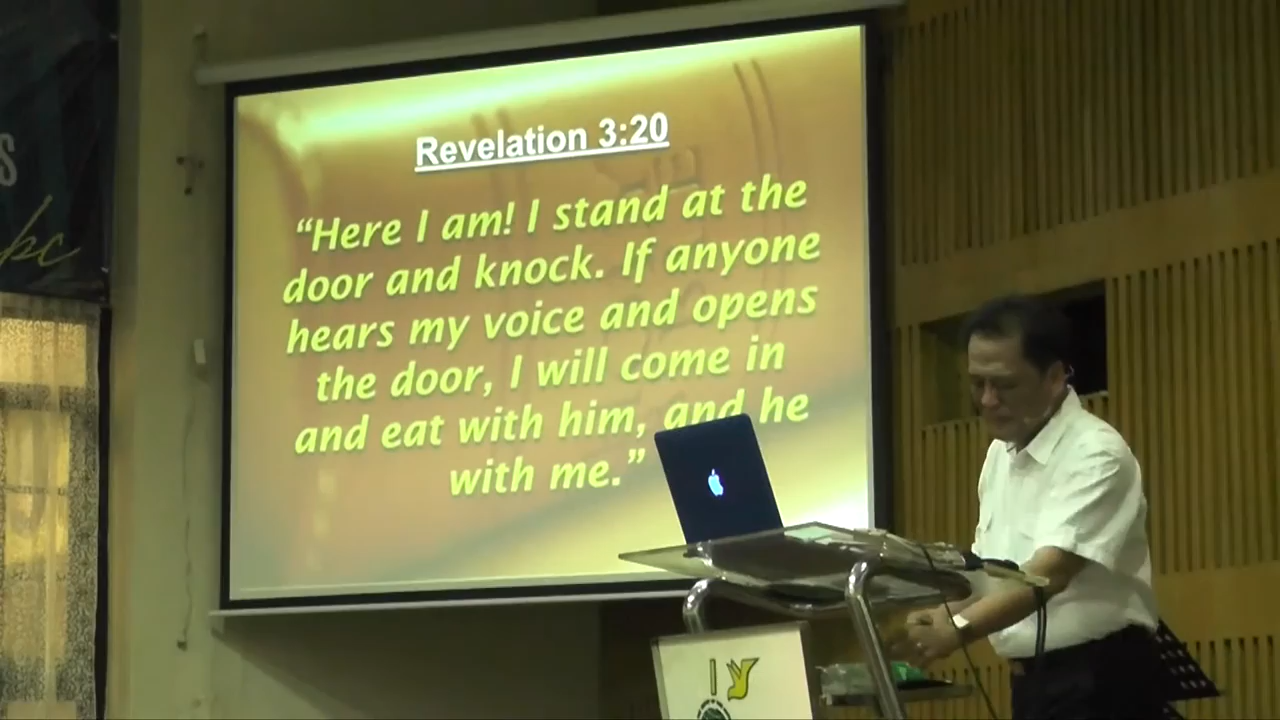 Revelation 3:20
“Here I am! I stand at the
door and knock. If anyone
hears my voice and opens
the door, I will come in
and eat with him, and he
with me.”